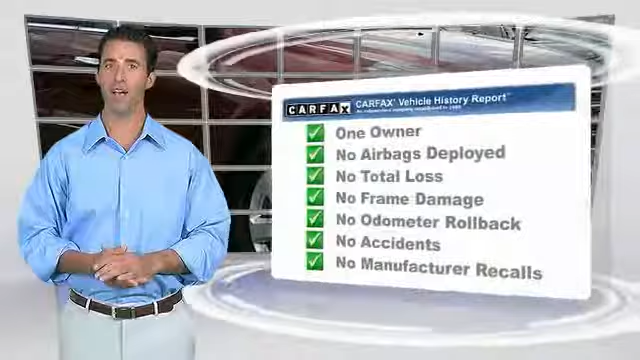 CARFAX
CARFAX Vehicle History Report™
One Owner
No Airbags Deployed
No Total Loss
No Frame Damage
No Odometer Rollback
No Accidents
No Manufacturer Recalls